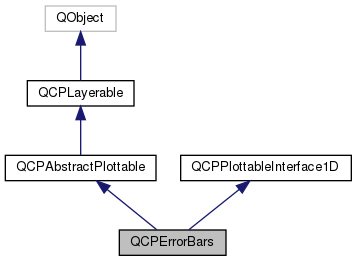 QObject
QCPLayerable
QCPAbstractPlottable
QCPPlottableInterface1D
QCPErrorBars